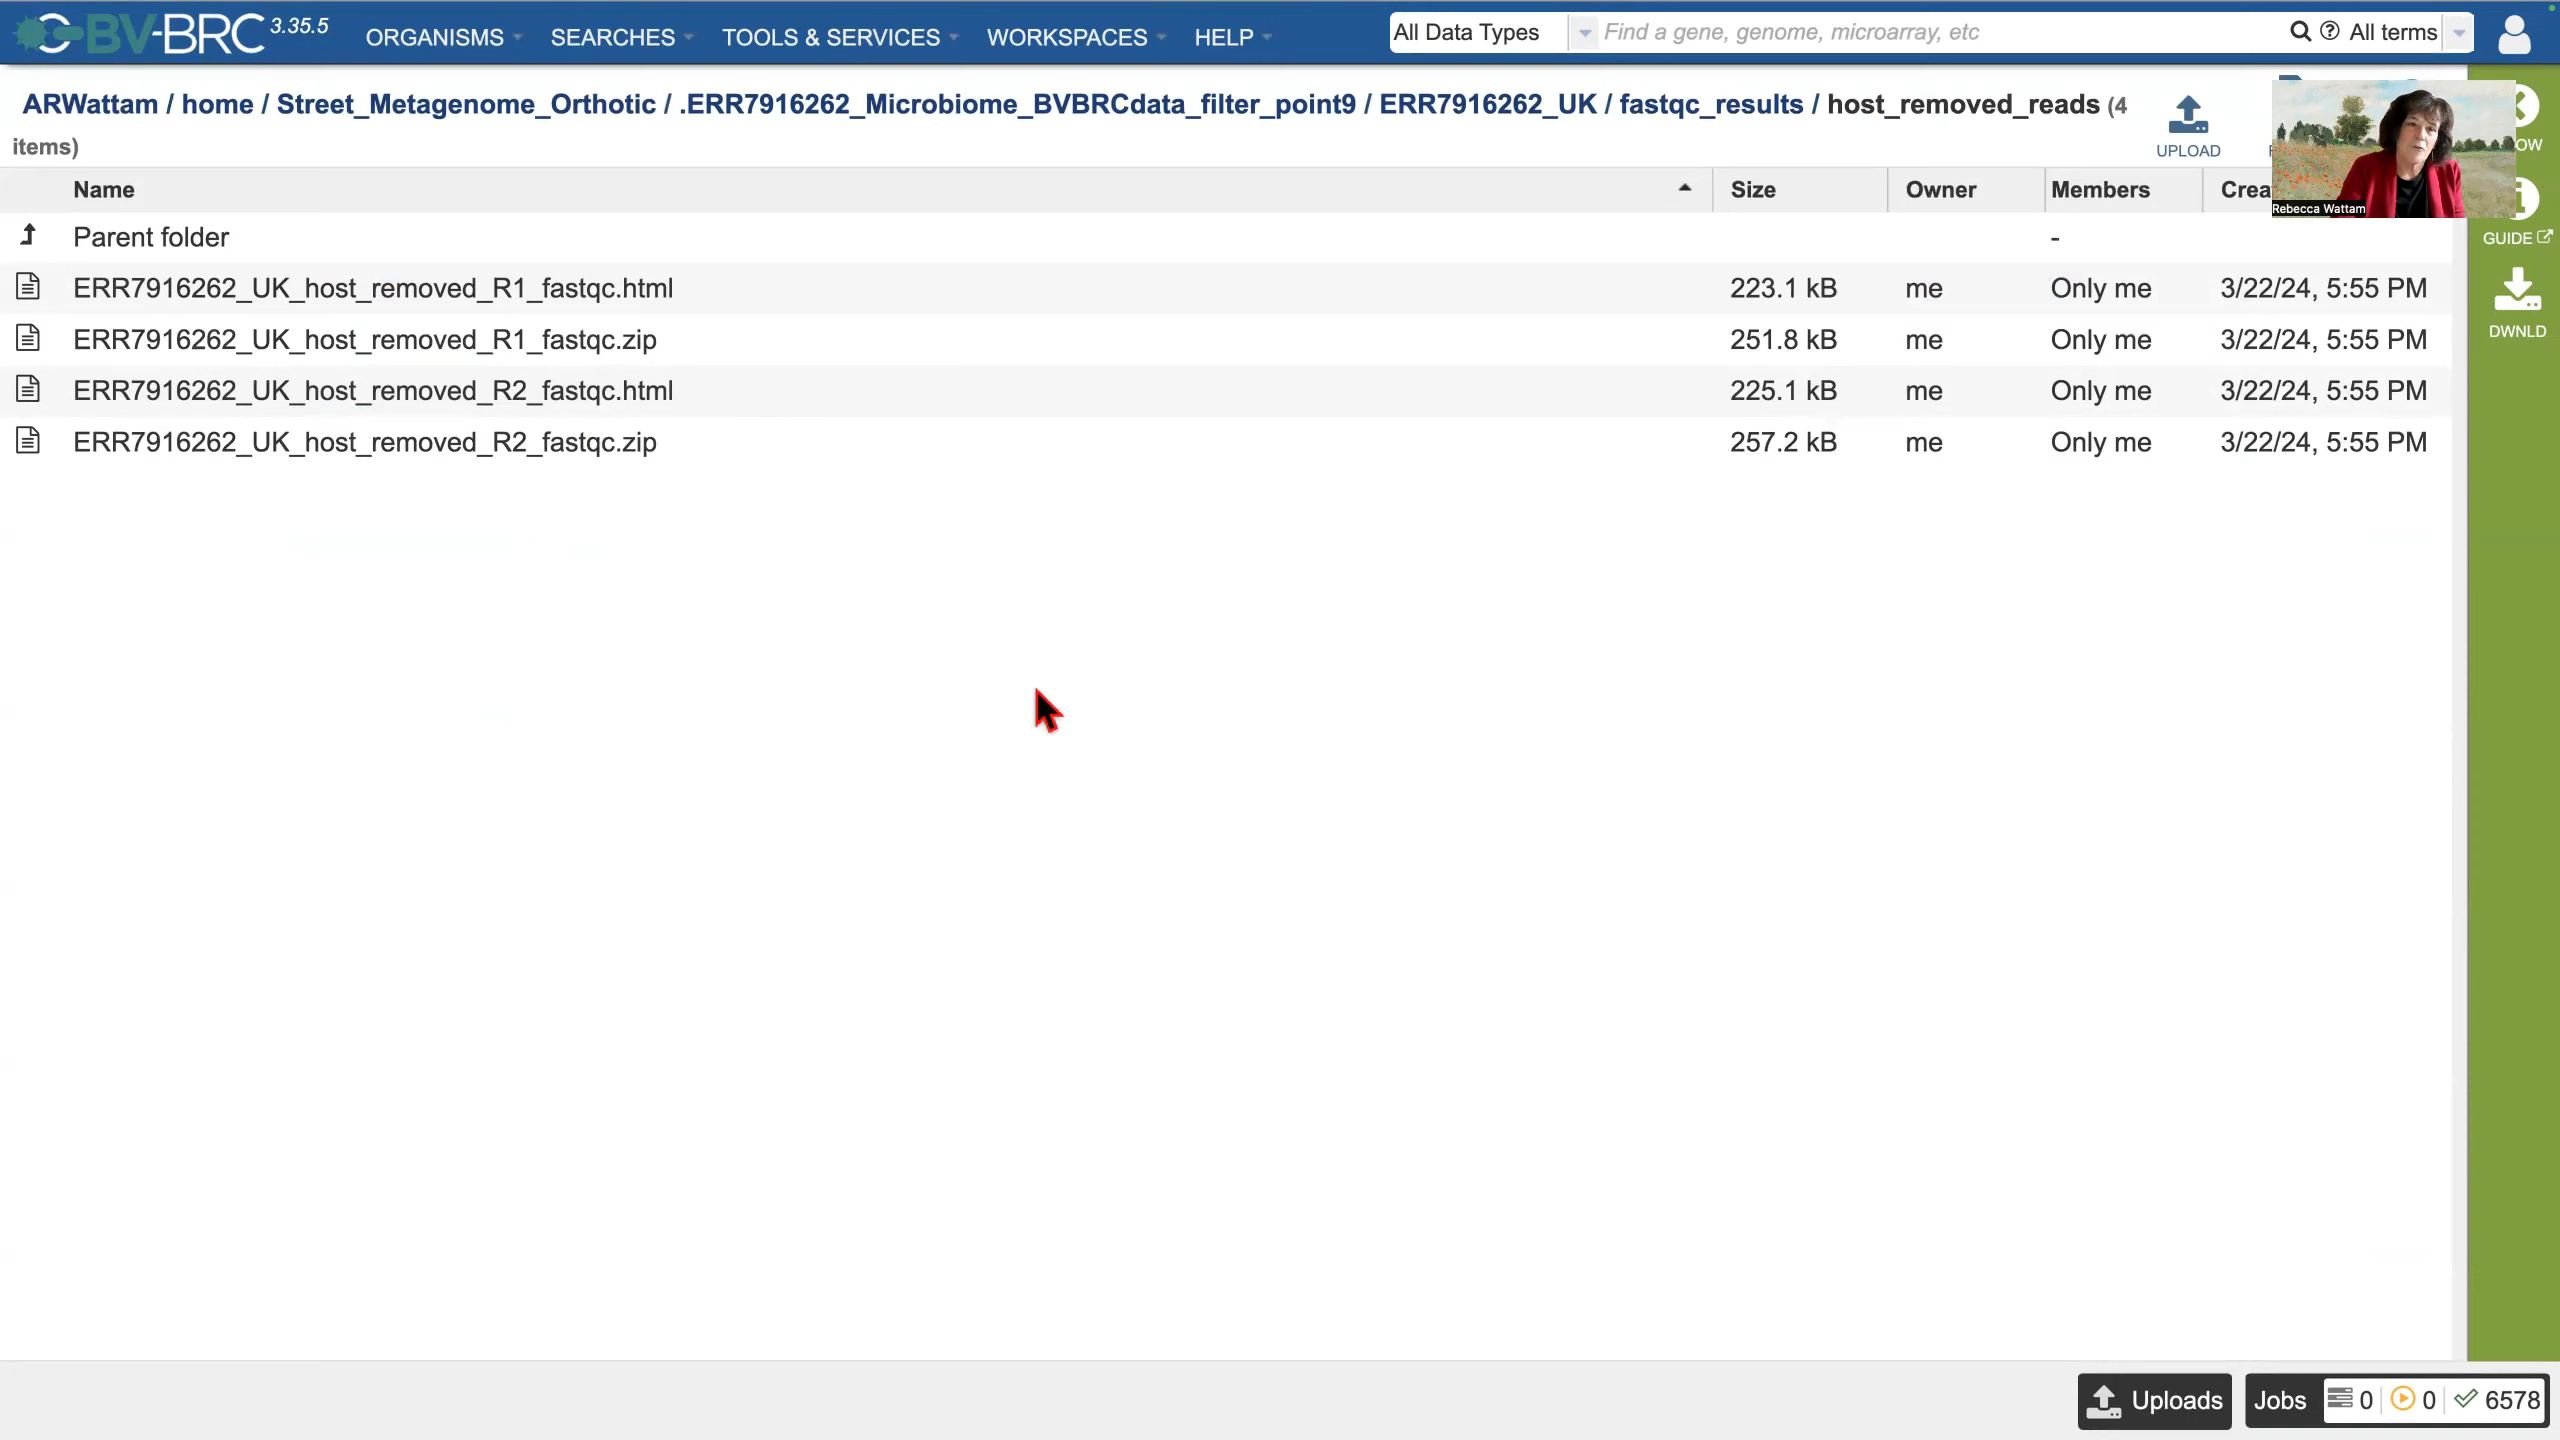 BV-BRC 3.35.5 ORGANISMS SEARCHES TOOLS & SERVICES WORKSPACES HELP All Data Types Find a gene, genome, microarray, etc All terms
ARWattam / home / Street_Metagenome_Orthotic / .ERR7916262_Microbiome_BVBRCdata_filter_point9 / ERR7916262_UK / fastqc_results / host_removed_reads (4
items)
UPLOAD
OW
Rebecca Wattam
GUIDE
DWNLD
Name Size Owner Members Crea
Parent folder -
ERR7916262_UK_host_removed_R1_fastqc.html 223.1 kB me Only me 3/22/24, 5:55 PM
ERR7916262_UK_host_removed_R1_fastqc.zip 251.8 kB me Only me 3/22/24, 5:55 PM
ERR7916262_UK_host_removed_R2_fastqc.html 225.1 kB me Only me 3/22/24, 5:55 PM
ERR7916262_UK_host_removed_R2_fastqc.zip 257.2 kB me Only me 3/22/24, 5:55 PM
Uploads Jobs 0 0 6578